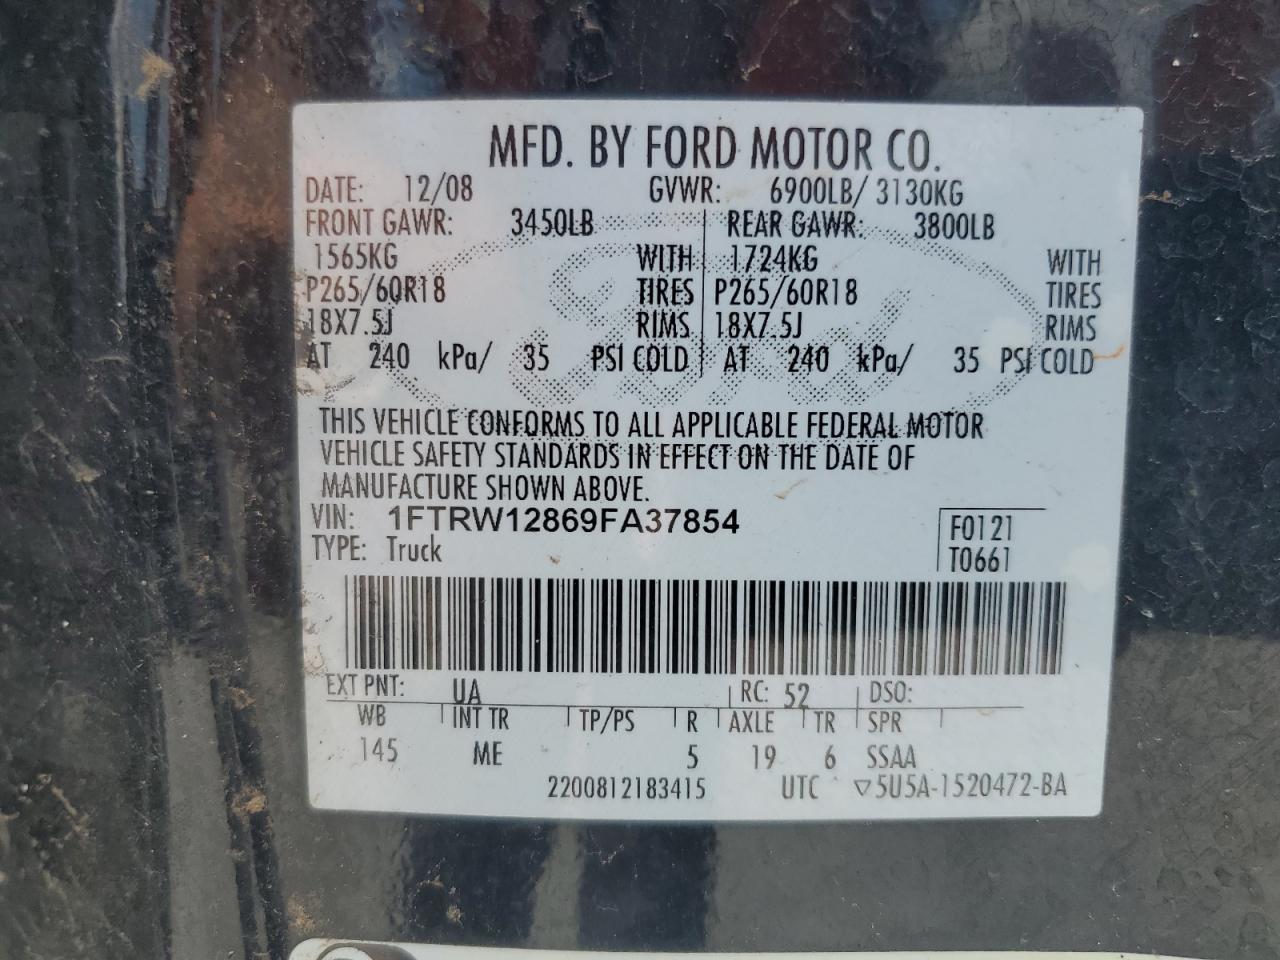 MFD. BY FORD MOTOR CO.
DATE: 12/08 GVWR: 6900LB/ 3130KG
FRONT GAWR: 3450LB REAR GAWR: 3800LB
1565KG WITH 1724KG WITH
P265/60R18 TIRES P265/60R18 TIRES
18X7.5J RIMS 18X7.5J RIMS
AT 240 kPa/ 35 PSI COLD AT 240 kPa/ 35 PSI COLD
THIS VEHICLE CONFORMS TO ALL APPLICABLE FEDERAL MOTOR
VEHICLE SAFETY STANDARDS IN EFFECT ON THE DATE OF
MANUFACTURE SHOWN ABOVE.
VIN: 1FTRW12869FA37854 F0121
TYPE: Truck T0661
EXT PNT: UA RC: 52 DSO:
WB INT TR TP/PS R AXLE TR SPR
145 ME 5 19 6 SSAA
2200812183415 UTC ▽5U5A-1520472-BA